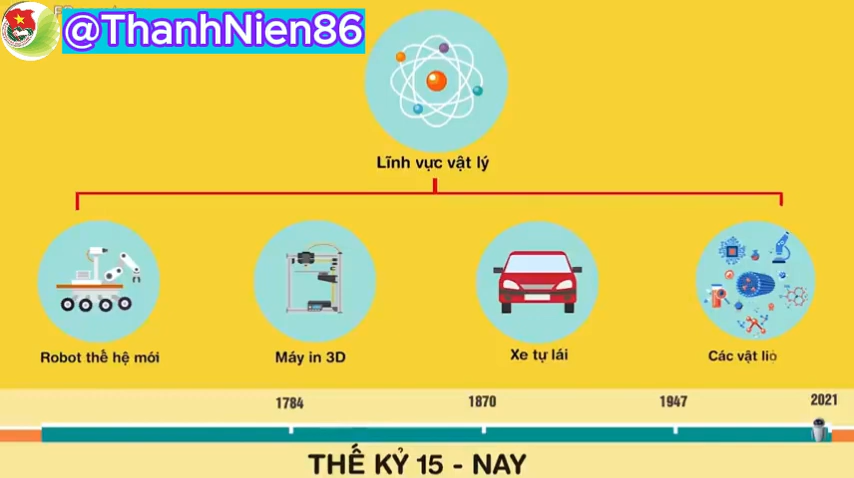 @ThanhNien86
Lĩnh vực vật lý
Robot thế hệ mới
Máy in 3D
Xe tự lái
Các vật liỏ
1784
1870
1947
2021
THẾ KỶ 15 - NAY